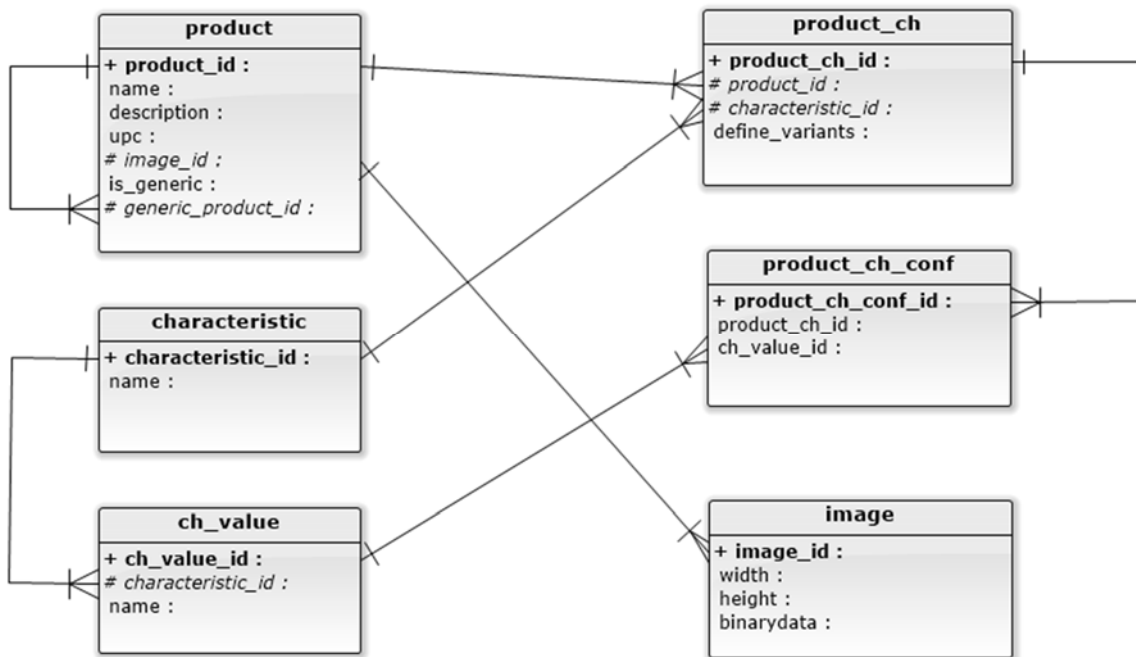 product
+ product_id :
name :
description :
upc :
# image_id :
is_generic :
# generic_product_id :
product_ch
+ product_ch_id :
# product_id :
# characteristic_id :
define_variants :
characteristic
+ characteristic_id :
name :
product_ch_conf
+ product_ch_conf_id :
product_ch_id :
ch_value_id :
ch_value
+ ch_value_id :
# characteristic_id :
name :
image
+ image_id :
width :
height :
binarydata :